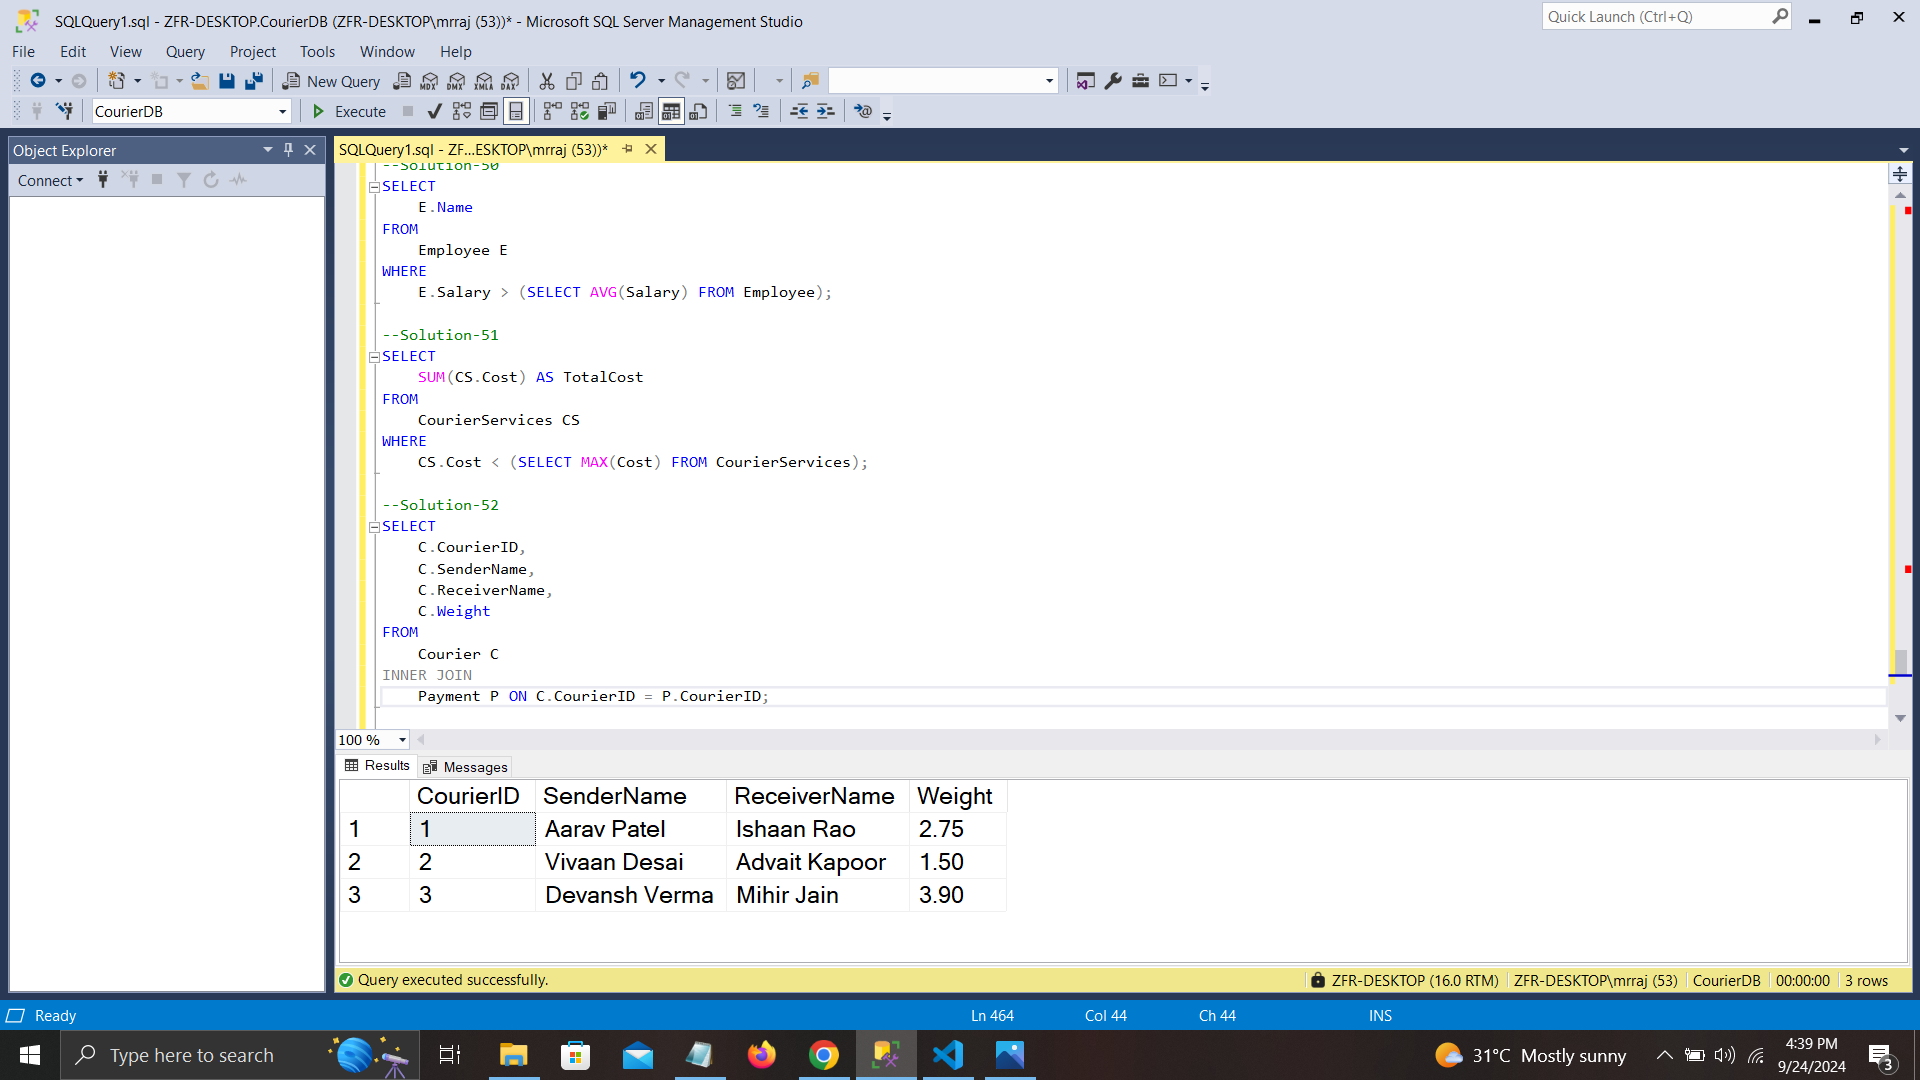 SQLQuery1.sql - ZFR-DESKTOP.CourierDB (ZFR-DESKTOP\mrraj (53))* - Microsoft SQL Server Management Studio
Quick Launch (Ctrl+Q)
File Edit View Query Project Tools Window Help
New Query MDX DMX XMLA DAX
CourierDB Execute
Object Explorer
SQLQuery1.sql - ZF...ESKTOP\mrraj (53))*
Connect
--Solution-50
SELECT
E.Name
FROM
Employee E
WHERE
E.Salary > (SELECT AVG(Salary) FROM Employee);
--Solution-51
SELECT
SUM(CS.Cost) AS TotalCost
FROM
CourierServices CS
WHERE
CS.Cost < (SELECT MAX(Cost) FROM CourierServices);
--Solution-52
SELECT
C.CourierID,
C.SenderName,
C.ReceiverName,
C.Weight
FROM
Courier C
INNER JOIN
Payment P ON C.CourierID = P.CourierID;
100 %
Results Messages
CourierID SenderName ReceiverName Weight
1 1 Aarav Patel Ishaan Rao 2.75
2 2 Vivaan Desai Advait Kapoor 1.50
3 3 Devansh Verma Mihir Jain 3.90
Query executed successfully.
ZFR-DESKTOP (16.0 RTM) ZFR-DESKTOP\mrraj (53) CourierDB 00:00:00 3 rows
Ready Ln 464 Col 44 Ch 44 INS
Type here to search
31°C Mostly sunny
4:39 PM
9/24/2024
3